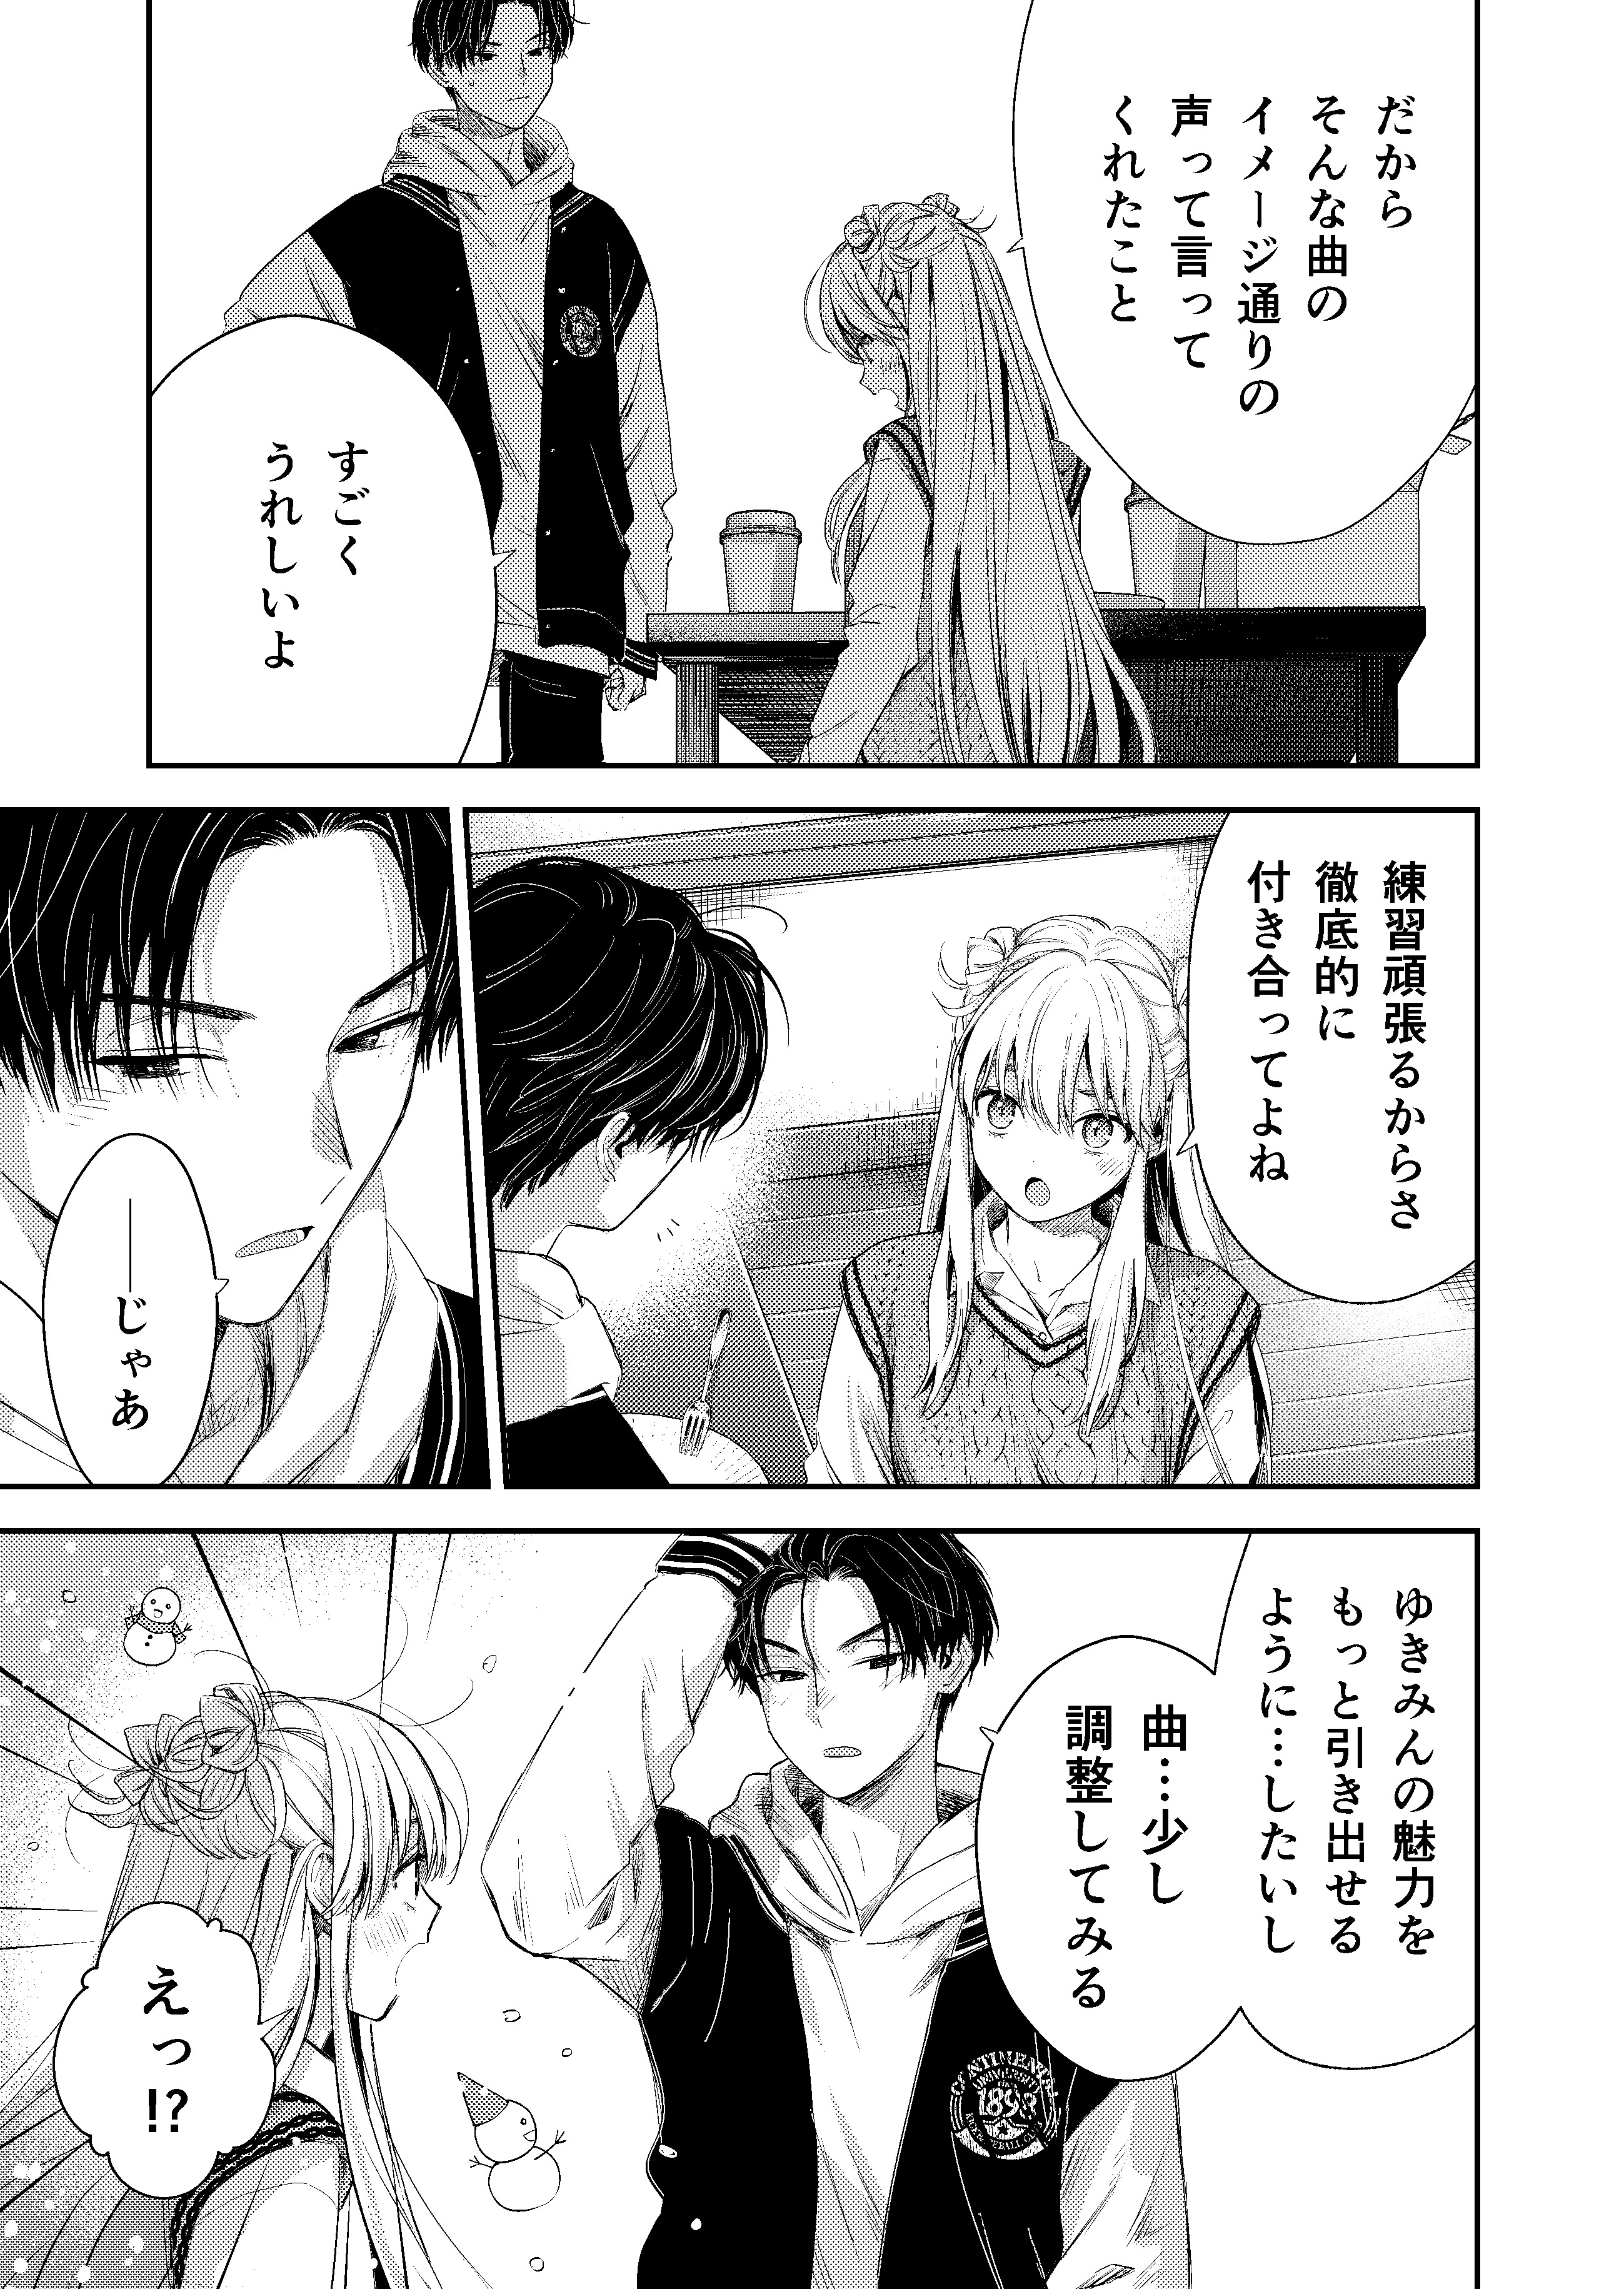 だから
そんな曲の
イメージ通りの
声って言って
くれたこと
すごく
うれしいよ
練習頑張るからさ
徹底的に
付き合ってよね
──じゃあ
ゆきみんの魅力を
もっと引き出せる
ように…したいし
曲…少し
調整してみる
えっ!?
CONTINENTAL
UNIVERSITY
1893